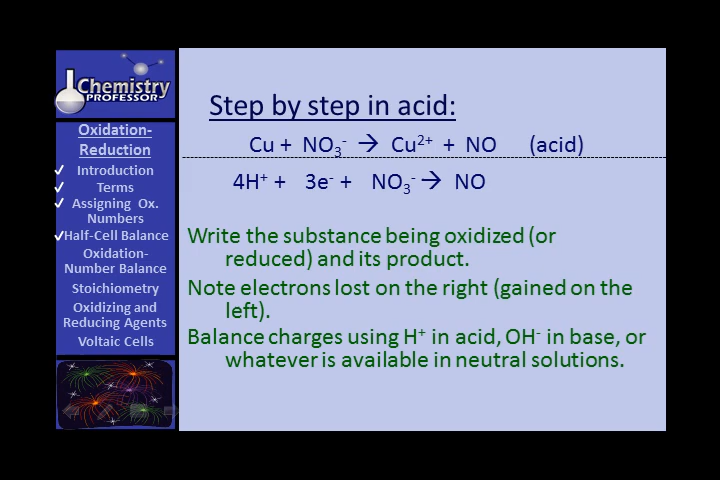 Chemistry
PROFESSOR
Oxidation-
Reduction
✓ Introduction
✓ Terms
✓ Assigning Ox.
Numbers
✓ Half-Cell Balance
Oxidation-
Number Balance
Stoichiometry
Oxidizing and
Reducing Agents
Voltaic Cells
Step by step in acid:
Cu + NO₃⁻ → Cu²⁺ + NO (acid)
4H⁺ + 3e⁻ + NO₃⁻ → NO
Write the substance being oxidized (or
reduced) and its product.
Note electrons lost on the right (gained on the
left).
Balance charges using H⁺ in acid, OH⁻ in base, or
whatever is available in neutral solutions.